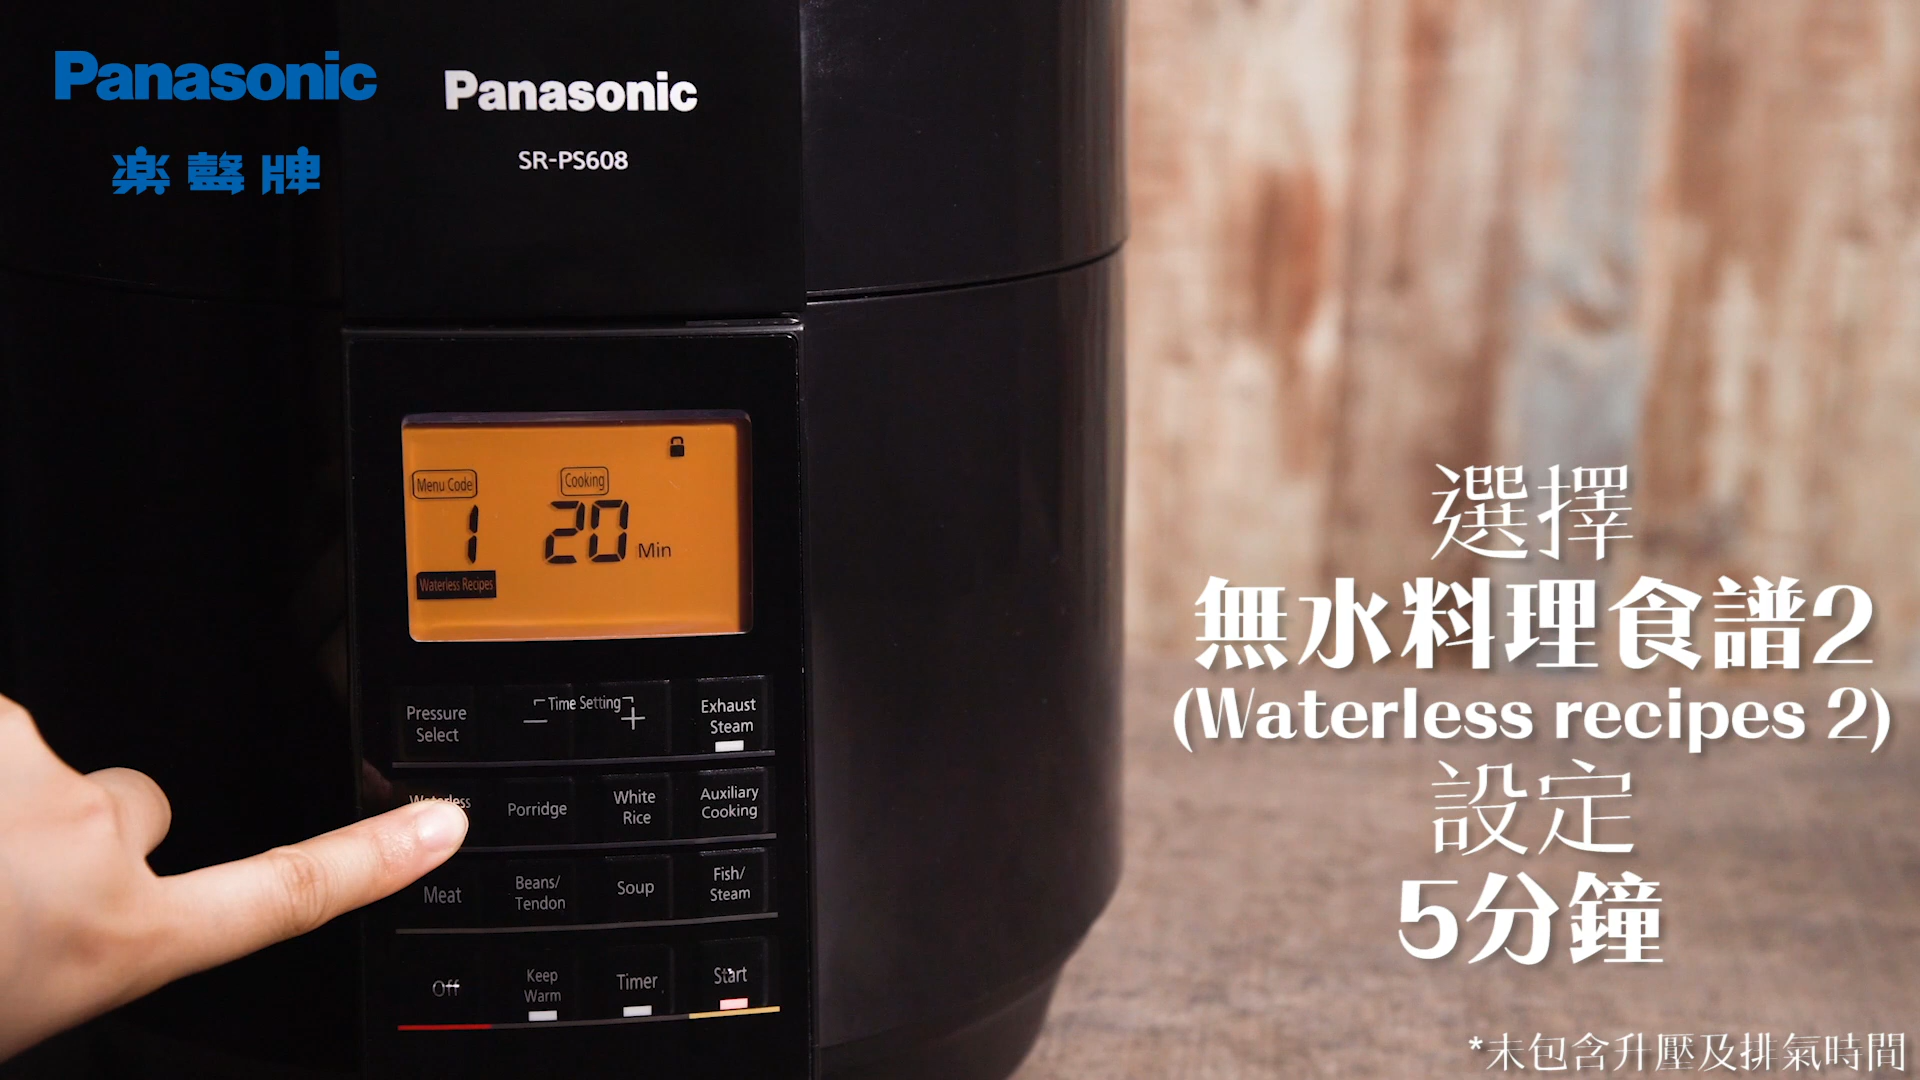 Panasonic
楽聲牌
Panasonic
SR-PS608
Menu Code
Cooking
1
20
Min
Waterless Recipes
Pressure
Select
Time Setting
− +
Exhaust
Steam
Waterless
Porridge
White
Rice
Auxiliary
Cooking
Meat
Beans/
Tendon
Soup
Fish/
Steam
Off
Keep
Warm
Timer
Start
選擇
無水料理食譜2
(Waterless recipes 2)
設定
5分鐘
*未包含升壓及排氣時間